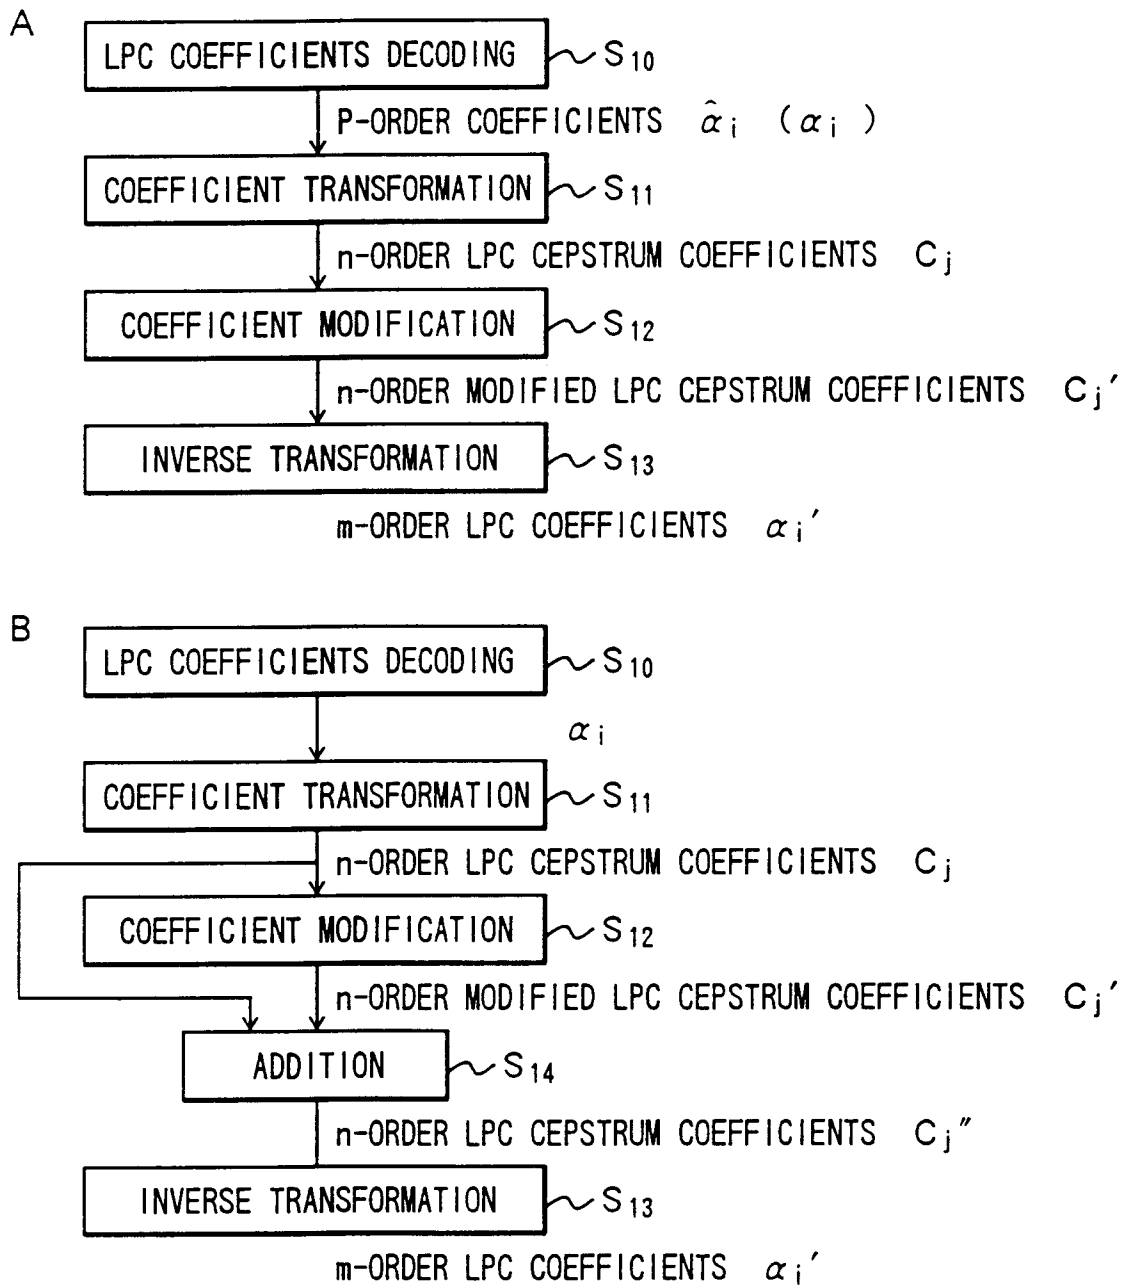 A
LPC COEFFICIENTS DECODING S10
P-ORDER COEFFICIENTS α̂i (αi)
COEFFICIENT TRANSFORMATION S11
n-ORDER LPC CEPSTRUM COEFFICIENTS Cj
COEFFICIENT MODIFICATION S12
n-ORDER MODIFIED LPC CEPSTRUM COEFFICIENTS Cj′
INVERSE TRANSFORMATION S13
m-ORDER LPC COEFFICIENTS αi′
B
LPC COEFFICIENTS DECODING S10
αi
COEFFICIENT TRANSFORMATION S11
n-ORDER LPC CEPSTRUM COEFFICIENTS Cj
COEFFICIENT MODIFICATION S12
n-ORDER MODIFIED LPC CEPSTRUM COEFFICIENTS Cj′
ADDITION S14
n-ORDER LPC CEPSTRUM COEFFICIENTS Cj″
INVERSE TRANSFORMATION S13
m-ORDER LPC COEFFICIENTS αi′